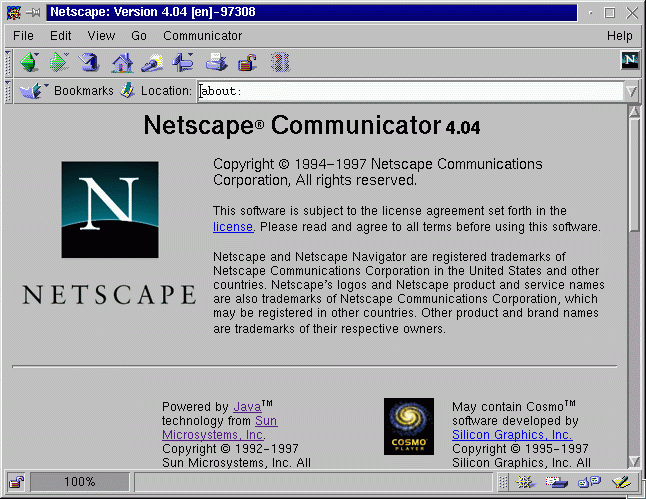 Netscape: Version 4.04 [en]-97308
File Edit View Go Communicator Help
N
Bookmarks Location: about:
Netscape® Communicator 4.04
Copyright © 1994-1997 Netscape Communications
Corporation, All rights reserved.
This software is subject to the license agreement set forth in the
license. Please read and agree to all terms before using this software.
N
NETSCAPE
Netscape and Netscape Navigator are registered trademarks of
Netscape Communications Corporation in the United States and other
countries. Netscape's logos and Netscape product and service names
are also trademarks of Netscape Communications Corporation, which
may be registered in other countries. Other product and brand names
are trademarks of their respective owners.
Powered by Java™
technology from Sun
Microsystems, Inc.
Copyright © 1992-1997
Sun Microsystems, Inc. All
COSMO
PLAYER
May contain Cosmo™
software developed by
Silicon Graphics, Inc.
Copyright © 1995-1997
Silicon Graphics, Inc. All
100%